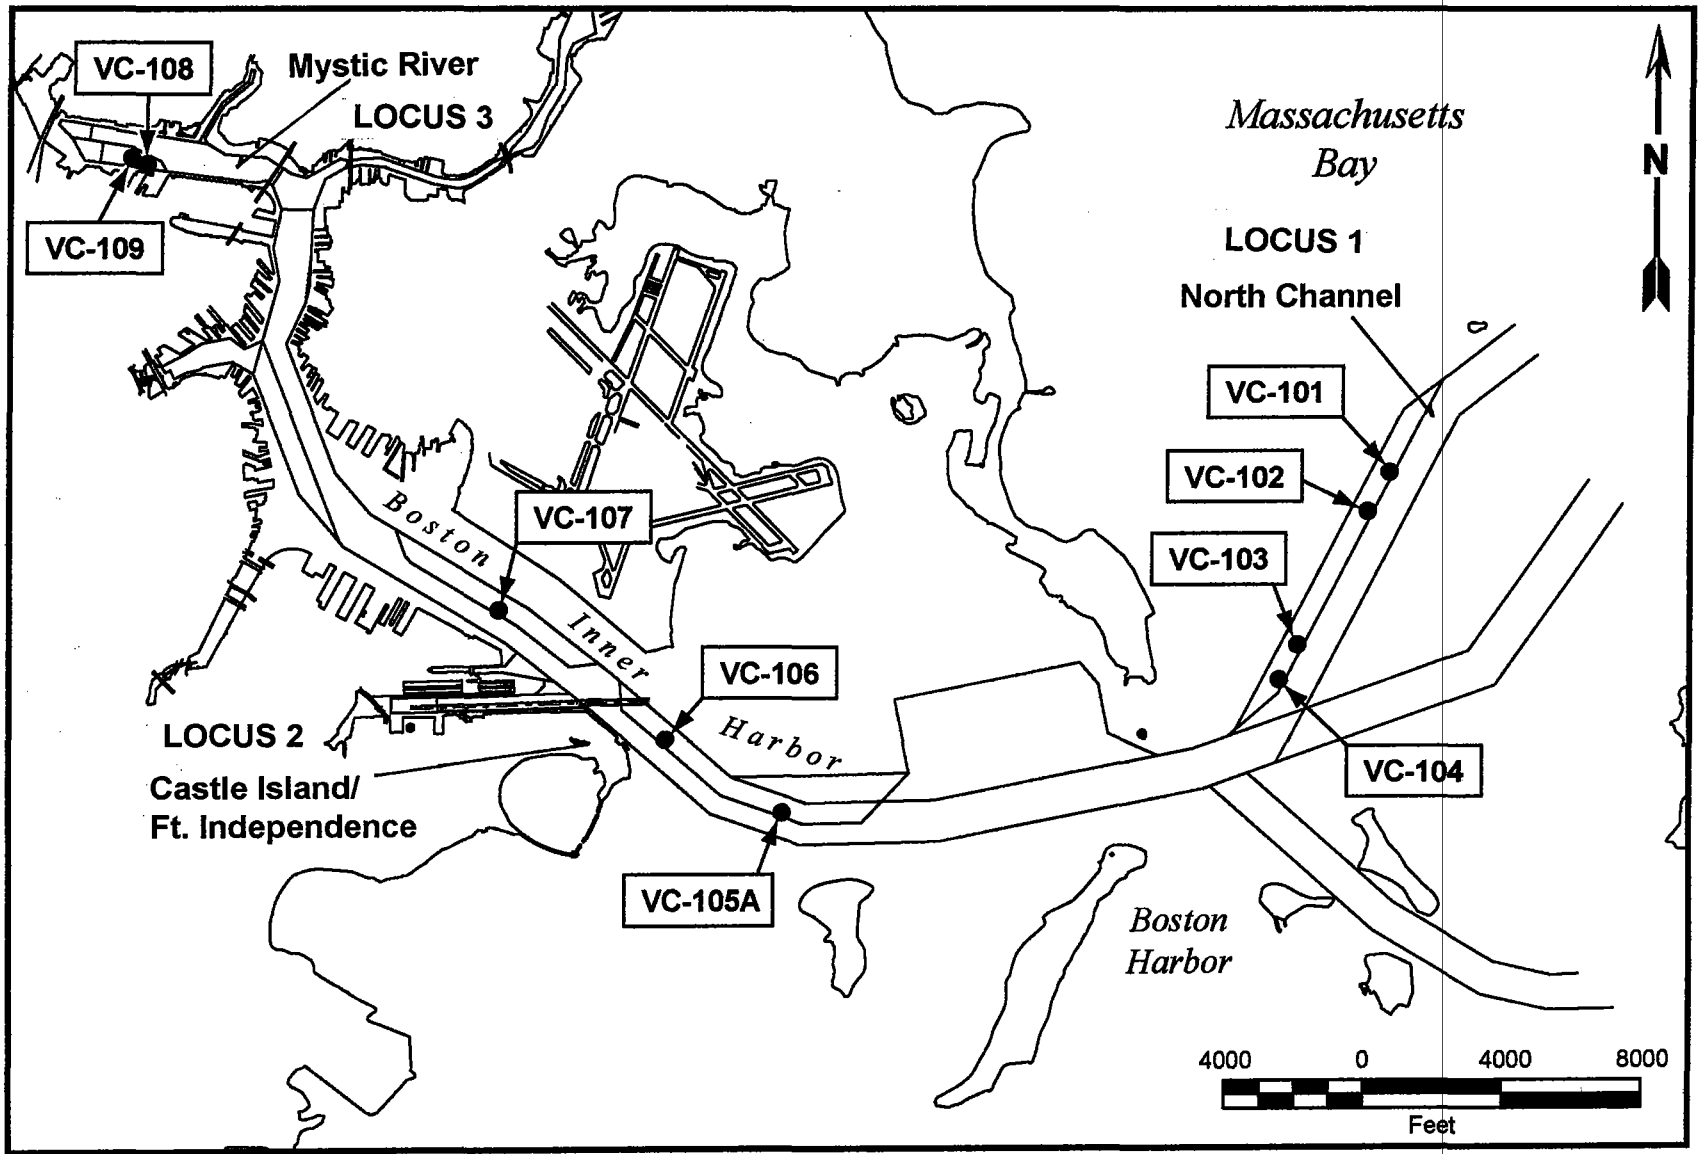 VC-108
Mystic River
LOCUS 3
Massachusetts
Bay
N
VC-109
LOCUS 1
North Channel
VC-101
VC-102
Boston
VC-107
VC-103
Inner
VC-106
LOCUS 2
Harbor
Castle Island/
Ft. Independence
VC-104
VC-105A
Boston
Harbor
4000 0 4000 8000
Feet